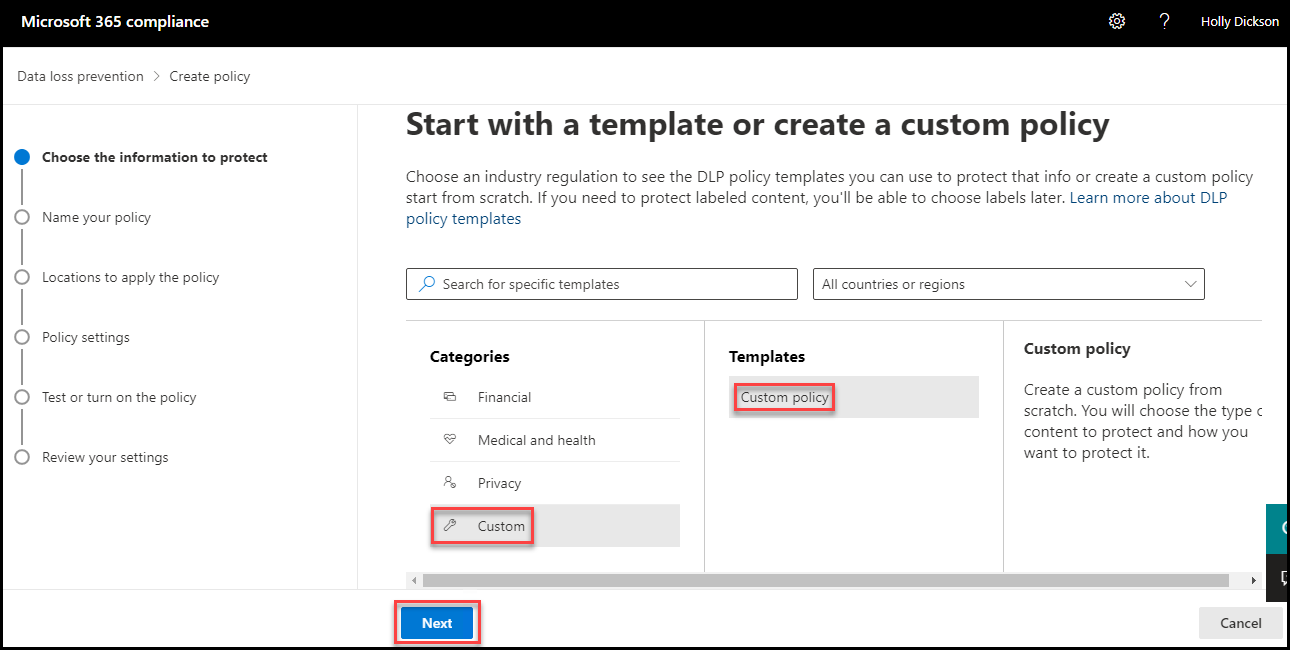 Microsoft 365 compliance
? Holly Dickson
Data loss prevention > Create policy
Choose the information to protect
Name your policy
Locations to apply the policy
Policy settings
Test or turn on the policy
Review your settings
Start with a template or create a custom policy
Choose an industry regulation to see the DLP policy templates you can use to protect that info or create a custom policy
start from scratch. If you need to protect labeled content, you'll be able to choose labels later. Learn more about DLP
policy templates
Search for specific templates
All countries or regions
Categories
Financial
Medical and health
Privacy
Custom
Templates
Custom policy
Custom policy
Create a custom policy from
scratch. You will choose the type
content to protect and how you
want to protect it.
Next
Cancel